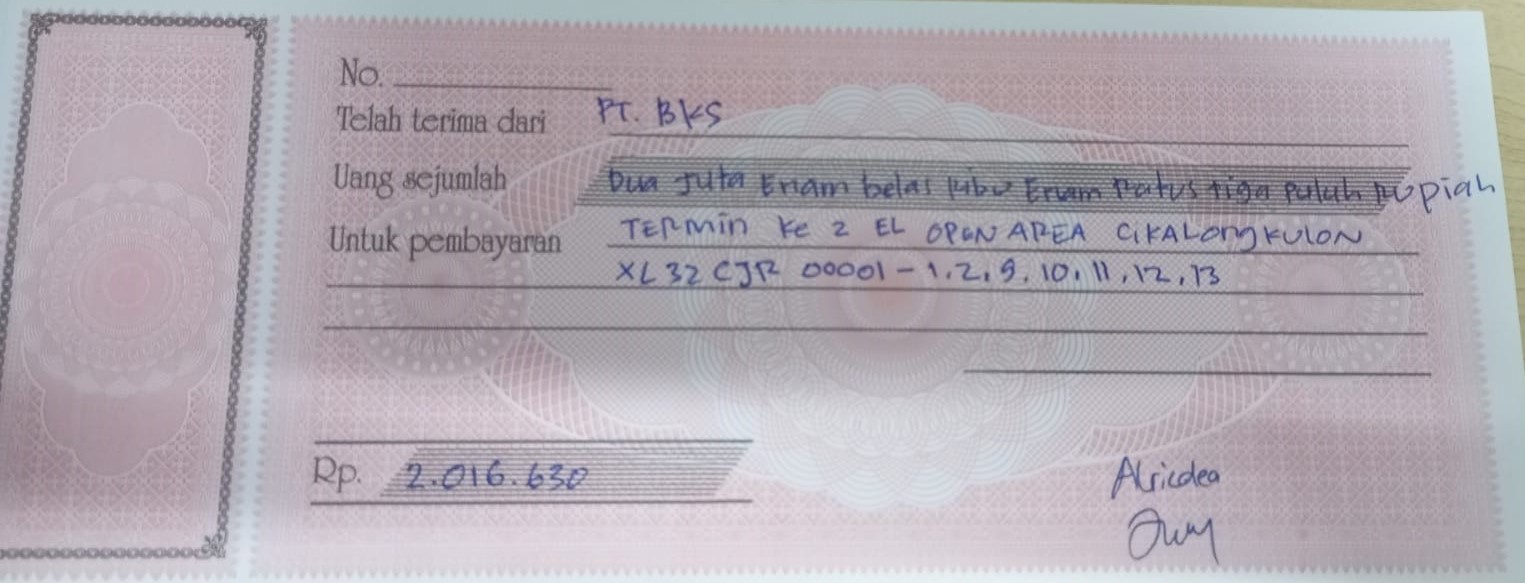 No.
Telah terima dari PT. BKS
Uang sejumlah Dua Juta Enam belas Ribu Enam Ratus tiga puluh rupiah
Untuk pembayaran TERMIN Ke 2 EL OPEN AREA CIKALONGKULON
XL32CJR 00001 - 1.2.9.10.11.12.13
Rp. 2.016.630
Alricdea